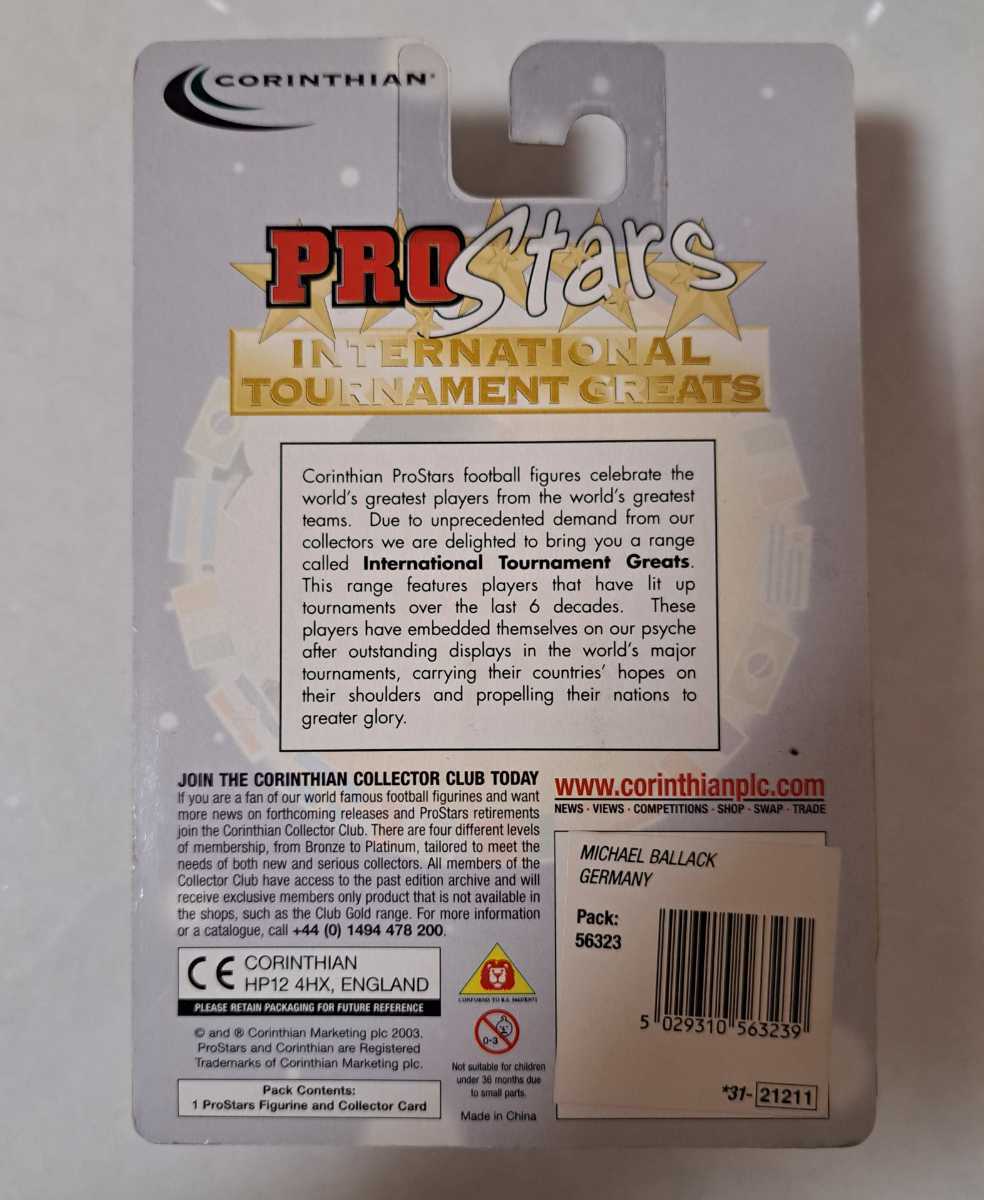 CORINTHIAN®
PROStars
INTERNATIONAL
TOURNAMENT GREATS
Corinthian ProStars football figures celebrate the
world's greatest players from the world's greatest
teams. Due to unprecedented demand from our
collectors we are delighted to bring you a range
called International Tournament Greats.
This range features players that have lit up
tournaments over the last 6 decades. These
players have embedded themselves on our psyche
after outstanding displays in the world's major
tournaments, carrying their countries' hopes on
their shoulders and propelling their nations to
greater glory.
JOIN THE CORINTHIAN COLLECTOR CLUB TODAY
If you are a fan of our world famous football figurines and want
more news on forthcoming releases and ProStars retirements
join the Corinthian Collector Club. There are four different levels
of membership, from Bronze to Platinum, tailored to meet the
needs of both new and serious collectors. All members of the
Collector Club have access to the past edition archive and will
receive exclusive members only product that is not available in
the shops, such as the Club Gold range. For more information
or a catalogue, call +44 (0) 1494 478 200.
CE CORINTHIAN
HP12 4HX, ENGLAND
PLEASE RETAIN PACKAGING FOR FUTURE REFERENCE
© and ® Corinthian Marketing plc 2003.
ProStars and Corinthian are Registered
Trademarks of Corinthian Marketing plc.
Pack Contents:
1 ProStars Figurine and Collector Card
CONFORMS TO B.S.
0-3
Not suitable for children
under 36 months due
to small parts.
Made in China
www.corinthianplc.com
NEWS · VIEWS · COMPETITIONS · SHOP · SWAP · TRADE
MICHAEL BALLACK
GERMANY
Pack:
56323
5 029310 563239
*31- 21211